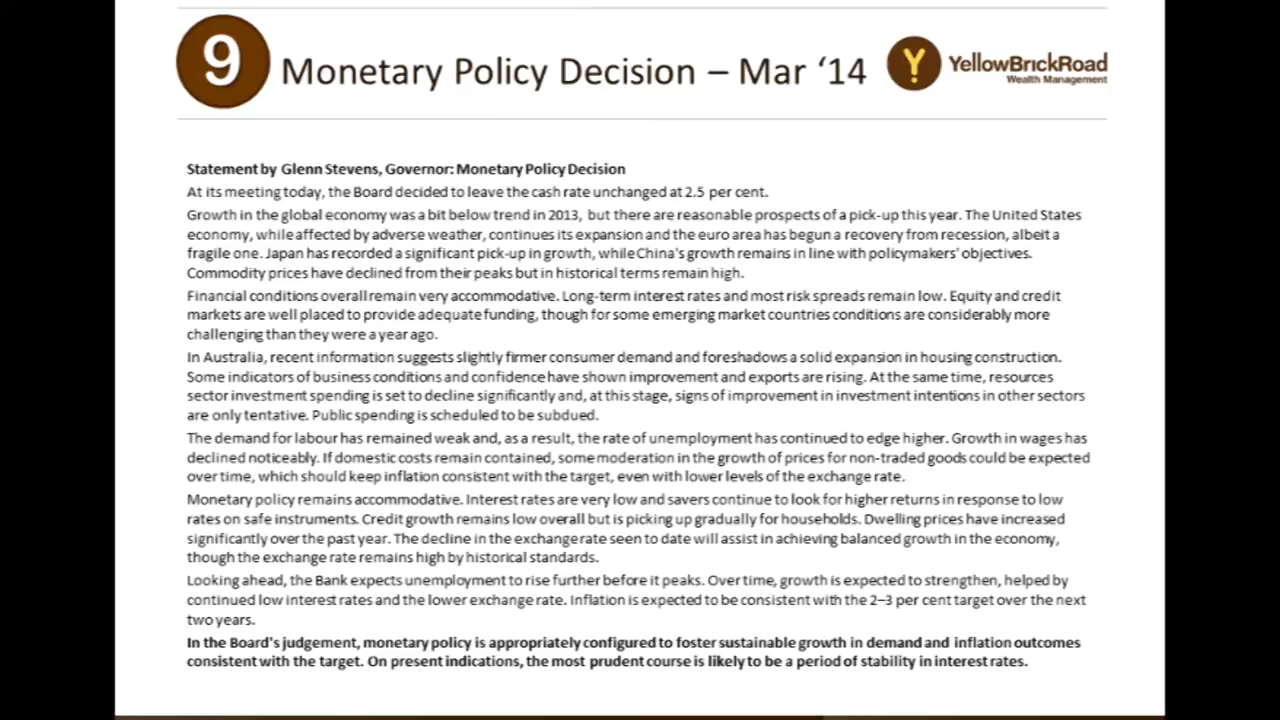 9
Monetary Policy Decision – Mar ‘14
Y
YellowBrickRoad
Wealth Management
Statement by Glenn Stevens, Governor: Monetary Policy Decision
At its meeting today, the Board decided to leave the cash rate unchanged at 2.5 per cent.
Growth in the global economy was a bit below trend in 2013, but there are reasonable prospects of a pick-up this year. The United States
economy, while affected by adverse weather, continues its expansion and the euro area has begun a recovery from recession, albeit a
fragile one. Japan has recorded a significant pick-up in growth, while China's growth remains in line with policymakers' objectives.
Commodity prices have declined from their peaks but in historical terms remain high.
Financial conditions overall remain very accommodative. Long-term interest rates and most risk spreads remain low. Equity and credit
markets are well placed to provide adequate funding, though for some emerging market countries conditions are considerably more
challenging than they were a year ago.
In Australia, recent information suggests slightly firmer consumer demand and foreshadows a solid expansion in housing construction.
Some indicators of business conditions and confidence have shown improvement and exports are rising. At the same time, resources
sector investment spending is set to decline significantly and, at this stage, signs of improvement in investment intentions in other sectors
are only tentative. Public spending is scheduled to be subdued.
The demand for labour has remained weak and, as a result, the rate of unemployment has continued to edge higher. Growth in wages has
declined noticeably. If domestic costs remain contained, some moderation in the growth of prices for non-traded goods could be expected
over time, which should keep inflation consistent with the target, even with lower levels of the exchange rate.
Monetary policy remains accommodative. Interest rates are very low and savers continue to look for higher returns in response to low
rates on safe instruments. Credit growth remains low overall but is picking up gradually for households. Dwelling prices have increased
significantly over the past year. The decline in the exchange rate seen to date will assist in achieving balanced growth in the economy,
though the exchange rate remains high by historical standards.
Looking ahead, the Bank expects unemployment to rise further before it peaks. Over time, growth is expected to strengthen, helped by
continued low interest rates and the lower exchange rate. Inflation is expected to be consistent with the 2–3 per cent target over the next
two years.
In the Board's judgement, monetary policy is appropriately configured to foster sustainable growth in demand and inflation outcomes
consistent with the target. On present indications, the most prudent course is likely to be a period of stability in interest rates.